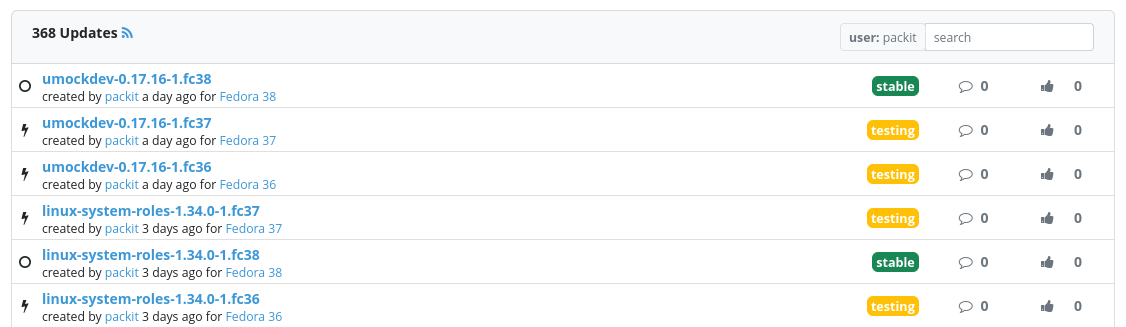 368 Updates
user: packit search
umockdev-0.17.16-1.fc38
created by packit a day ago for Fedora 38
stable 0 0
umockdev-0.17.16-1.fc37
created by packit a day ago for Fedora 37
testing 0 0
umockdev-0.17.16-1.fc36
created by packit a day ago for Fedora 36
testing 0 0
linux-system-roles-1.34.0-1.fc37
created by packit 3 days ago for Fedora 37
testing 0 0
linux-system-roles-1.34.0-1.fc38
created by packit 3 days ago for Fedora 38
stable 0 0
linux-system-roles-1.34.0-1.fc36
created by packit 3 days ago for Fedora 36
testing 0 0